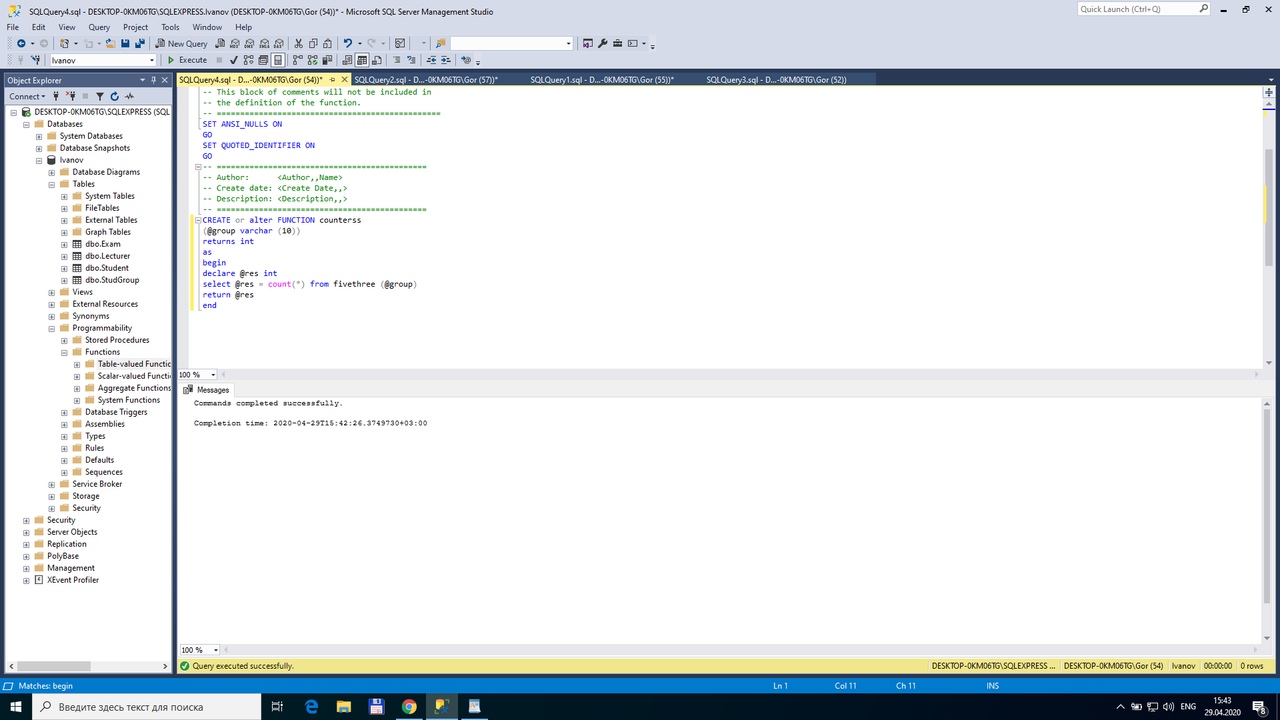 SQLQuery4.sql - DESKTOP-0KM06TG\SQLEXPRESS.Ivanov (DESKTOP-0KM06TG\Gor (54))* - Microsoft SQL Server Management Studio
Quick Launch (Ctrl+Q)
File Edit View Query Project Tools Window Help
New Query
Ivanov
Execute
Object Explorer
SQLQuery4.sql - D...-0KM06TG\Gor (54))*
SQLQuery2.sql - D...-0KM06TG\Gor (57))*
SQLQuery1.sql - D...-0KM06TG\Gor (55))*
SQLQuery3.sql - D...-0KM06TG\Gor (52))
Connect
DESKTOP-0KM06TG\SQLEXPRESS (SQL
Databases
System Databases
Database Snapshots
Ivanov
Database Diagrams
Tables
System Tables
FileTables
External Tables
Graph Tables
dbo.Exam
dbo.Lecturer
dbo.Student
dbo.StudGroup
Views
External Resources
Synonyms
Programmability
Stored Procedures
Functions
Table-valued Functic
Scalar-valued Functi
Aggregate Functions
System Functions
Database Triggers
Assemblies
Types
Rules
Defaults
Sequences
Service Broker
Storage
Security
Security
Server Objects
Replication
PolyBase
Management
XEvent Profiler
-- This block of comments will not be included in
-- the definition of the function.
-- ================================================
SET ANSI_NULLS ON
GO
SET QUOTED_IDENTIFIER ON
GO
-- =============================================
-- Author:      <Author,,Name>
-- Create date: <Create Date,,>
-- Description: <Description,,>
-- =============================================
CREATE or alter FUNCTION counterss
(@group varchar (10))
returns int
as
begin
declare @res int
select @res = count(*) from fivethree (@group)
return @res
end
100 %
Messages
Commands completed successfully.
Completion time: 2020-04-29T15:42:26.3749730+03:00
100 %
Query executed successfully.
DESKTOP-0KM06TG\SQLEXPRESS ... DESKTOP-0KM06TG\Gor (54) Ivanov 00:00:00 0 rows
Matches: begin
Ln 1 Col 11 Ch 11 INS
Введите здесь текст для поиска
ENG
15:43
29.04.2020
8